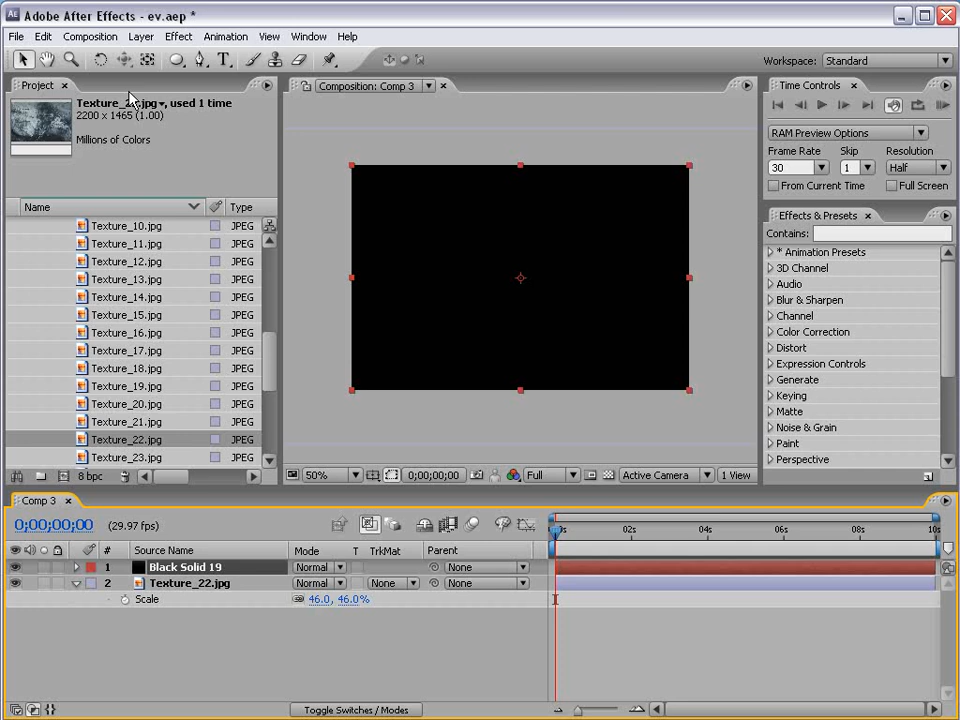 Adobe After Effects - ev.aep *
File Edit Composition Layer Effect Animation View Window Help
Workspace: Standard
Project
Composition: Comp 3
Time Controls
jpg, used 1 time
2200 x 1465 (1.00)
Millions of Colors
RAM Preview Options
Frame Rate Skip Resolution
30 1 Half
From Current Time Full Screen
Effects & Presets
Contains:
Name Type
Texture_10.jpg JPEG
Texture_11.jpg JPEG
Texture_12.jpg JPEG
Texture_13.jpg JPEG
Texture_14.jpg JPEG
Texture_15.jpg JPEG
Texture_16.jpg JPEG
Texture_17.jpg JPEG
Texture_18.jpg JPEG
Texture_19.jpg JPEG
Texture_20.jpg JPEG
Texture_21.jpg JPEG
Texture_22.jpg JPEG
Texture_23.jpg JPEG
* Animation Presets
3D Channel
Audio
Blur & Sharpen
Channel
Color Correction
Distort
Expression Controls
Generate
Keying
Matte
Noise & Grain
Paint
Perspective
8 bpc
50% 0;00;00;00 Full Active Camera 1 View
Comp 3
0;00;00;00 (29.97 fps)
02s 04s 06s 08s 10s
# Source Name Mode T TrkMat Parent
1 Black Solid 19 Normal None
2 Texture_22.jpg Normal None None
Scale 46.0, 46.0%
Toggle Switches / Modes